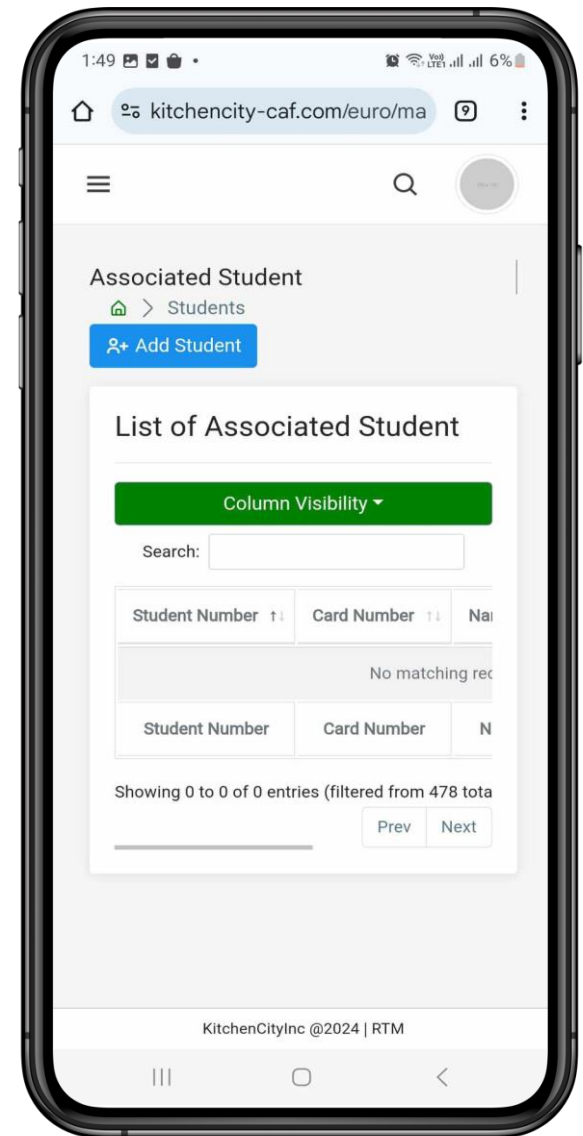 1:49 6%
kitchencity-caf.com/euro/ma 9
Associated Student
Students
Add Student
List of Associated Student
Column Visibility
Search:
Student Number Card Number Nar
No matching rec
Student Number Card Number N
Showing 0 to 0 of 0 entries (filtered from 478 tota
Prev Next
KitchenCityInc @2024 | RTM